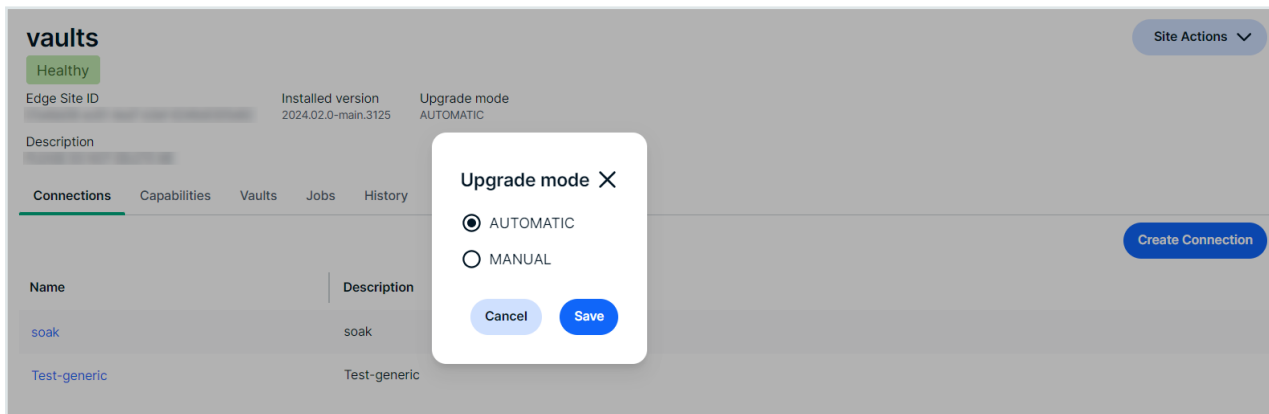 vaults
Site Actions
Healthy
Edge Site ID
Installed version
Upgrade mode
2024.02.0-main.3125
AUTOMATIC
Description
Connections Capabilities Vaults Jobs History
Upgrade mode
AUTOMATIC
MANUAL
Cancel Save
Create Connection
Name Description
soak soak
Test-generic Test-generic